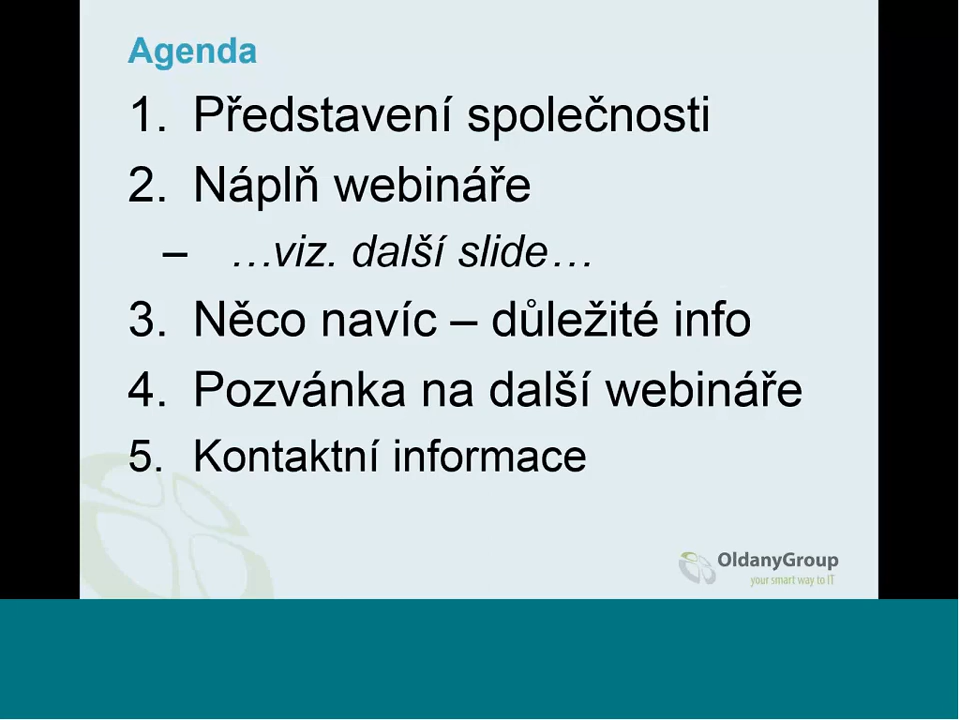 Agenda
1. Představení společnosti
2. Náplň webináře
– …viz. další slide…
3. Něco navíc – důležité info
4. Pozvánka na další webináře
5. Kontaktní informace
OldanyGroup
your smart way to IT